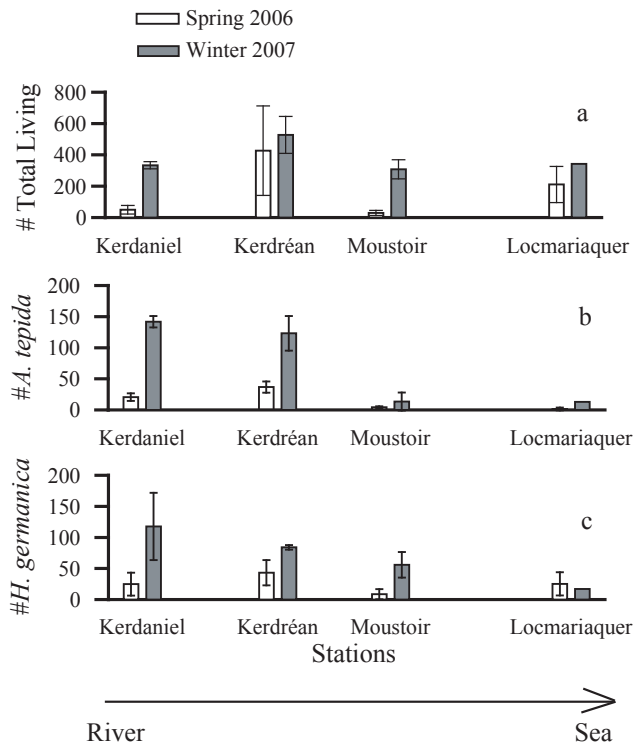 Spring 2006
Winter 2007
# Total Living
800
600
400
200
0
a
Kerdaniel Kerdréan Moustoir Locmariaquer
#A. tepida
200
150
100
50
0
b
Kerdaniel Kerdréan Moustoir Locmariaquer
#H. germanica
200
150
100
50
0
c
Kerdaniel Kerdréan Moustoir Locmariaquer
Stations
River Sea